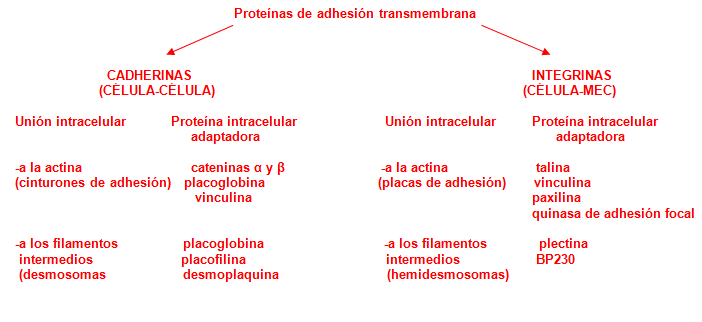 Proteínas de adhesión transmembrana
CADHERINAS
(CÉLULA-CÉLULA)
Unión intracelular
Proteína intracelular
adaptadora
-a la actina
(cinturones de adhesión)
cateninas α y β
placoglobina
vinculina
-a los filamentos
intermedios
(desmosomas
placoglobina
placofilina
desmoplaquina
INTEGRINAS
(CÉLULA-MEC)
Unión intracelular
Proteína intracelular
adaptadora
-a la actina
(placas de adhesión)
talina
vinculina
paxilina
quinasa de adhesión focal
-a los filamentos
intermedios
(hemidesmosomas)
plectina
BP230